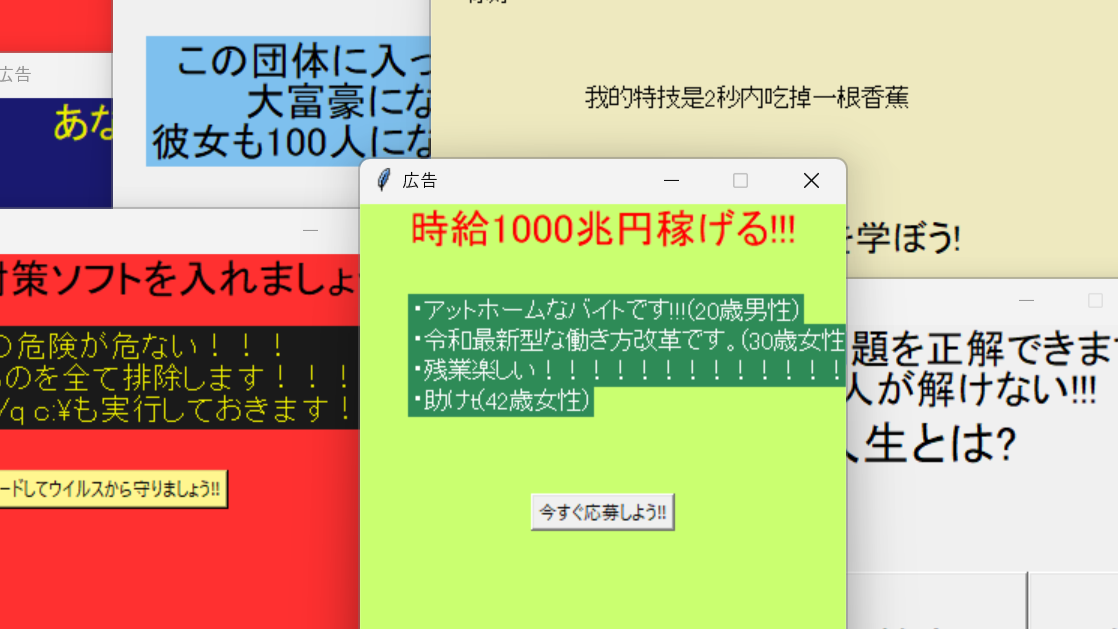 広告
あな
この団体に入っ
大富豪にな
彼女も100人にな
我的特技是2秒内吃掉一根香蕉
を学ぼう!
対策ソフトを入れましょ
の危険が危ない！！！
ものを全て排除します！！！
/q c:¥も実行しておきます！
ードしてウイルスから守りましょう!!
広告
時給1000兆円稼げる!!!
・アットホームなバイトです!!!(20歳男性)
・令和最新型な働き方改革です。(30歳女性
・残業楽しい！！！！！！！！！！！！！
・助けt(42歳女性)
今すぐ応募しよう!!
題を正解できます
人が解けない!!!
人生とは?